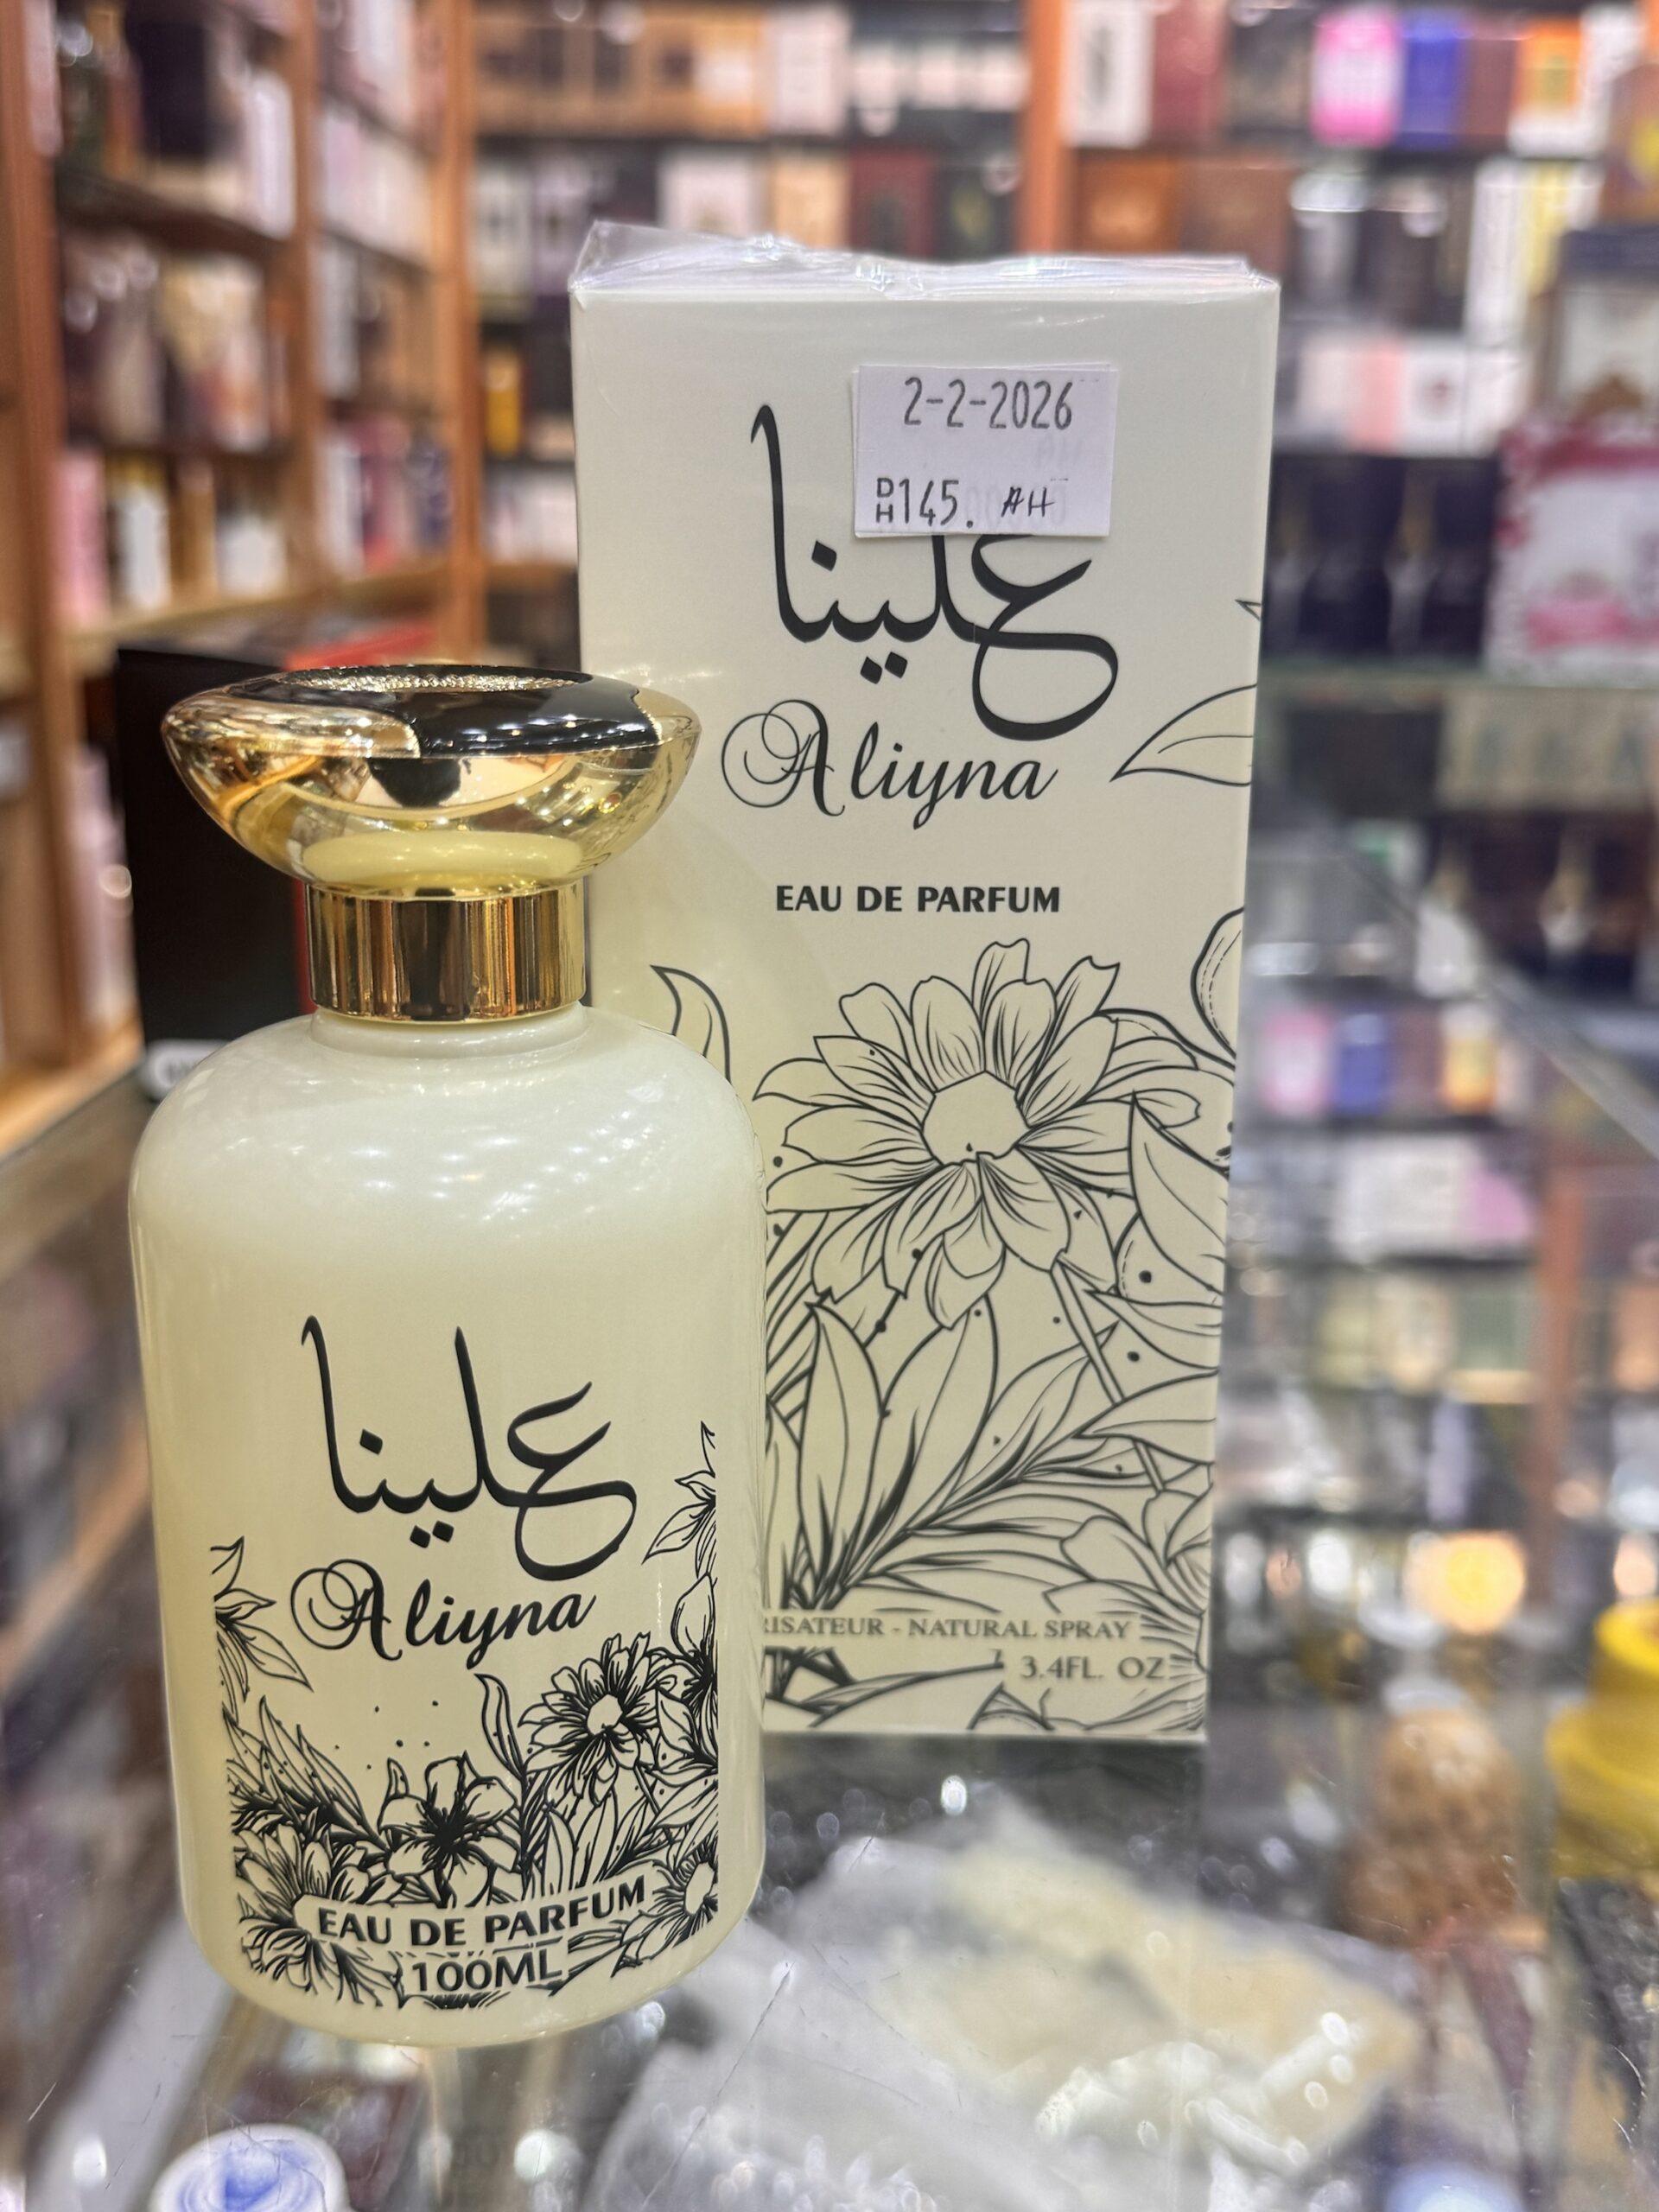 2-2-2026
DH145. AH
علينا
Aliyna
EAU DE PARFUM
NATURAL SPRAY
3.4FL. OZ
علينا
Aliyna
EAU DE PARFUM
100ML